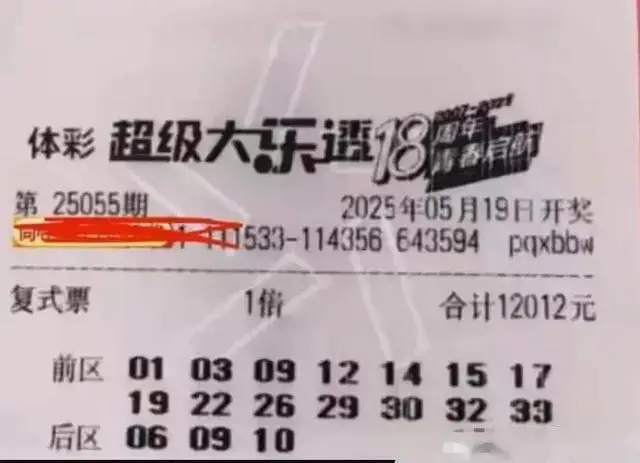 体彩 超级大乐透 18周年
2007-2025
青春启航
第 25055期 2025年05月19日开奖
533-114356 643594 pqxbbw
复式票 1倍 合计12012元
前区 01 03 09 12 14 15 17
19 22 26 29 30 32 33
后区 06 09 10